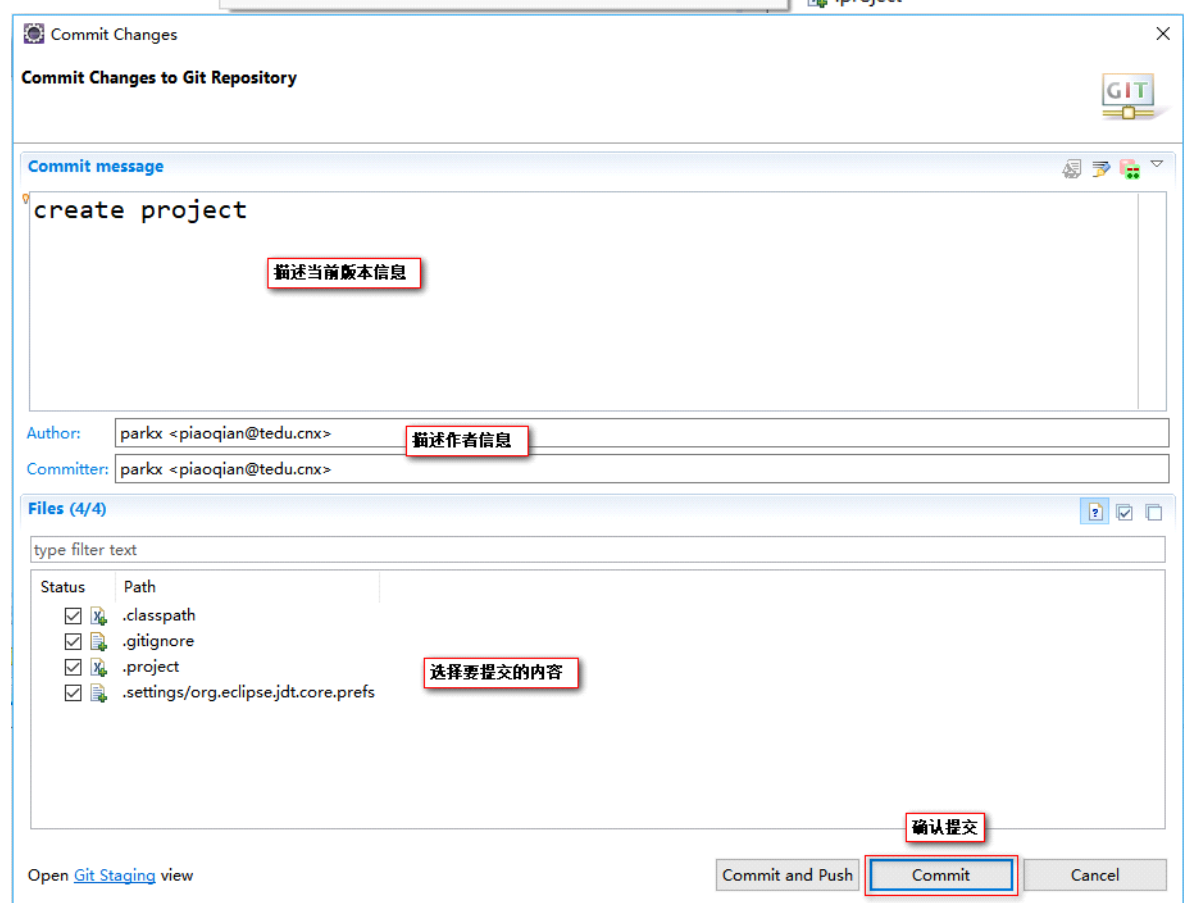 .project
Commit Changes
Commit Changes to Git Repository
GIT
Commit message
create project
描述当前版本信息
Author: parkx <piaoqian@tedu.cnx>
描述作者信息
Committer: parkx <piaoqian@tedu.cnx>
Files (4/4)
type filter text
Status Path
.classpath
.gitignore
.project
选择要提交的内容
.settings/org.eclipse.jdt.core.prefs
确认提交
Open Git Staging view
Commit and Push Commit Cancel